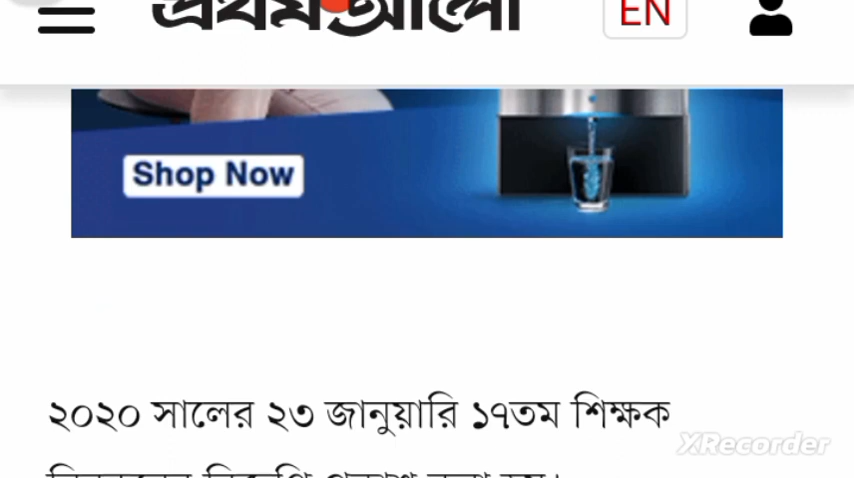 প্রথম আলো
EN
Shop Now
২০২০ সালের ২৩ জানুয়ারি ১৭তম শিক্ষক
XRecorder